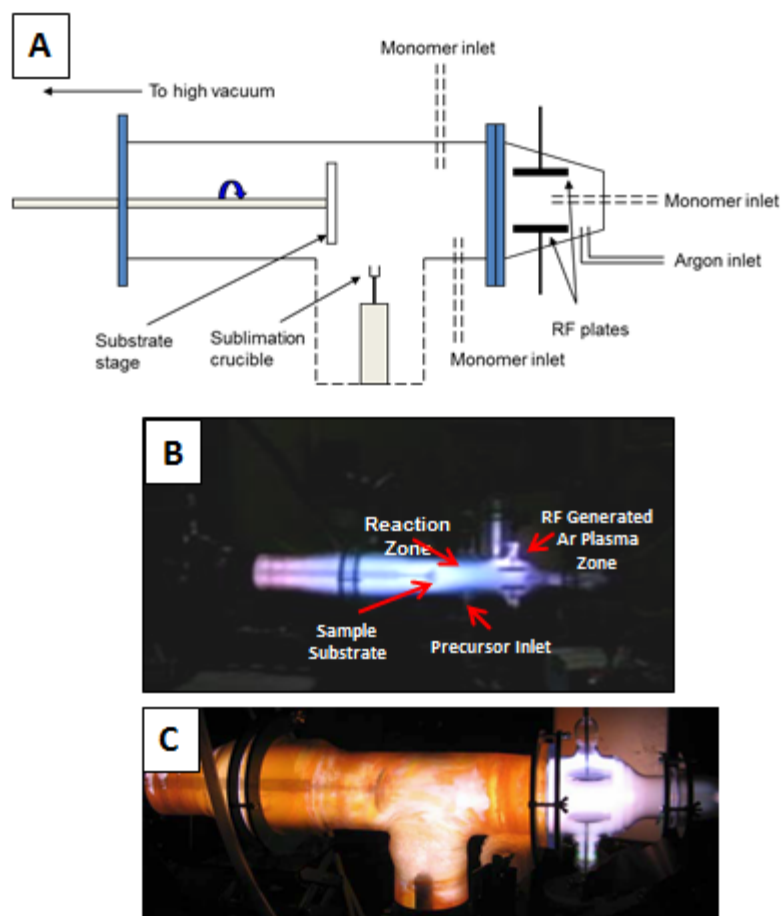 A
Monomer inlet
To high vacuum
Monomer inlet
Argon inlet
Substrate
stage
Sublimation
crucible
RF plates
Monomer inlet
B
Reaction
Zone
RF Generated
Ar Plasma
Zone
Sample
Substrate
Precursor Inlet
C